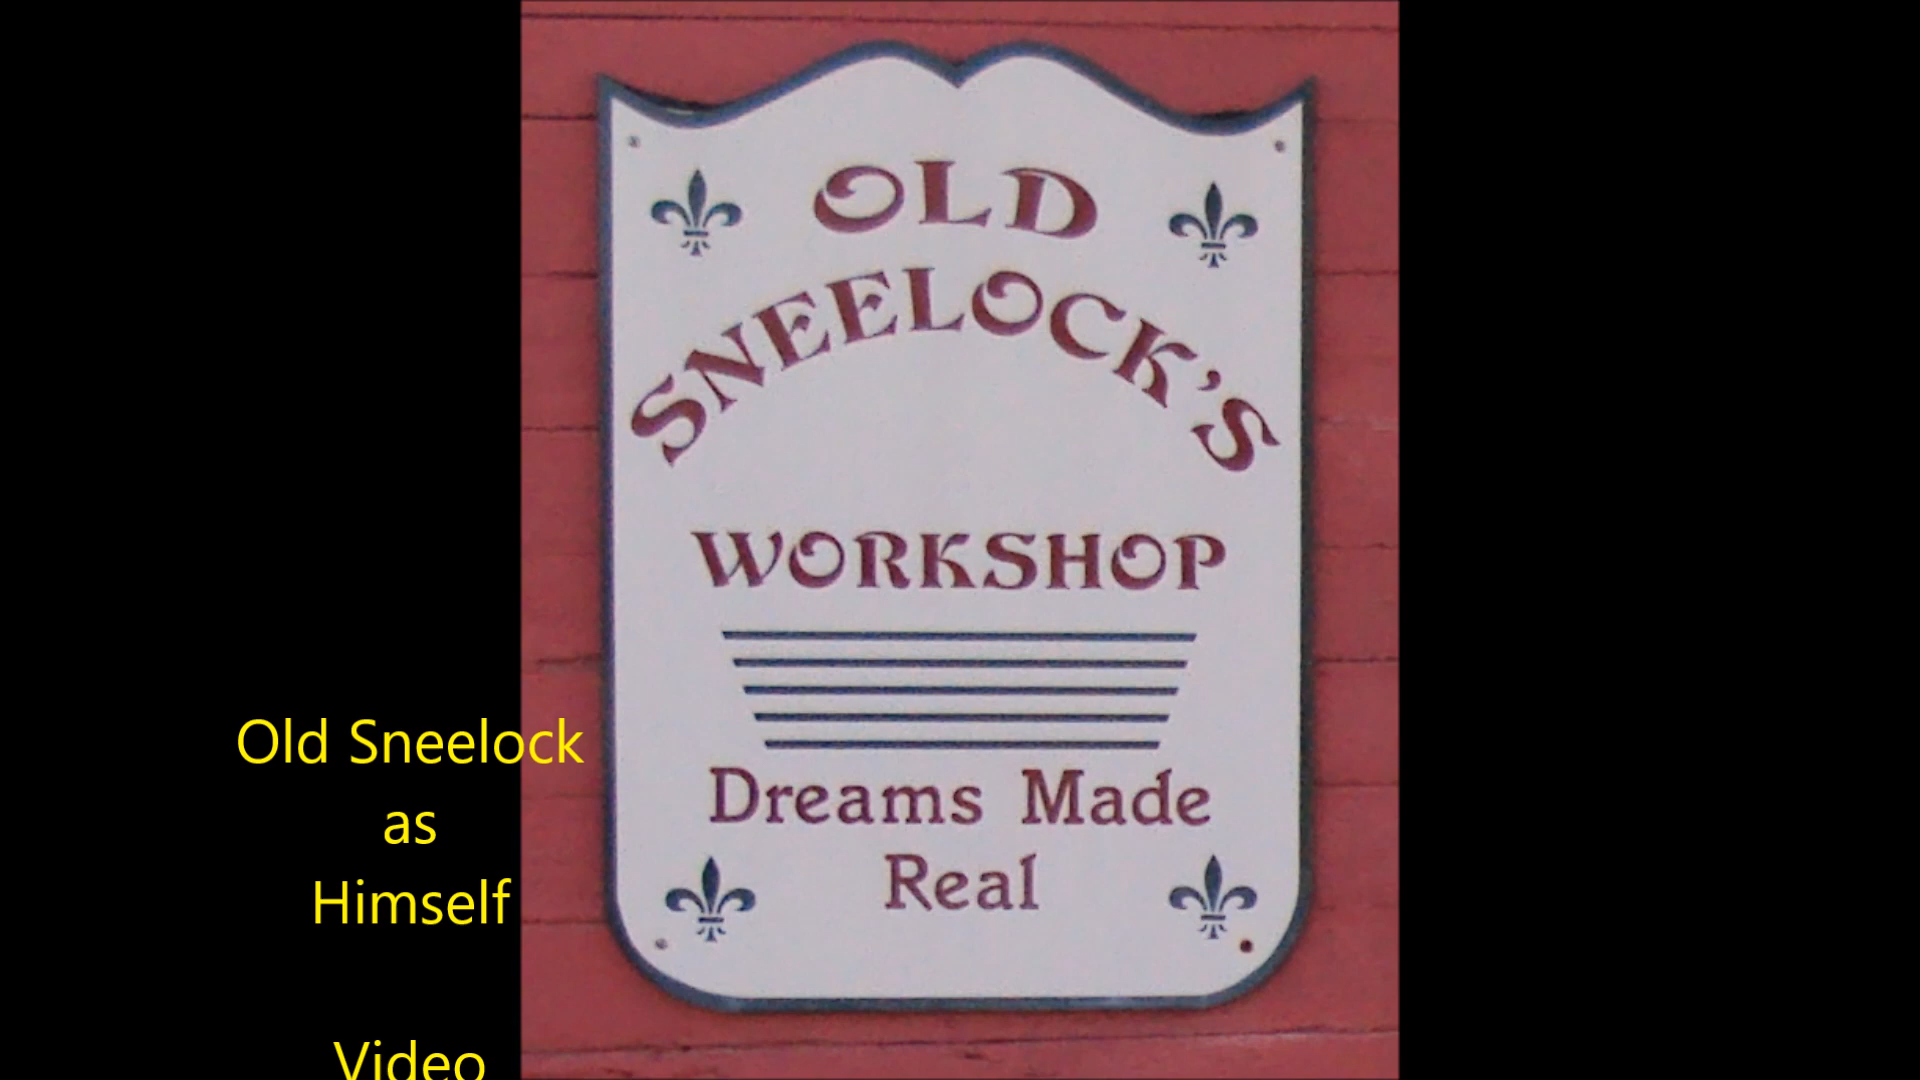 OLD
SNEELOCK'S
WORKSHOP
Dreams Made
Real
Old Sneelock
as
Himself
Video